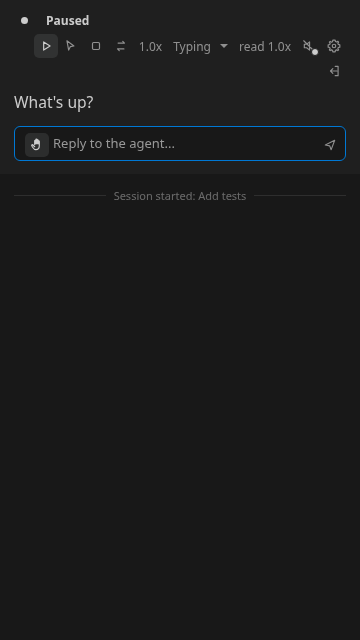 Paused
1.0x Typing read 1.0x
What's up?
Reply to the agent...
Session started: Add tests